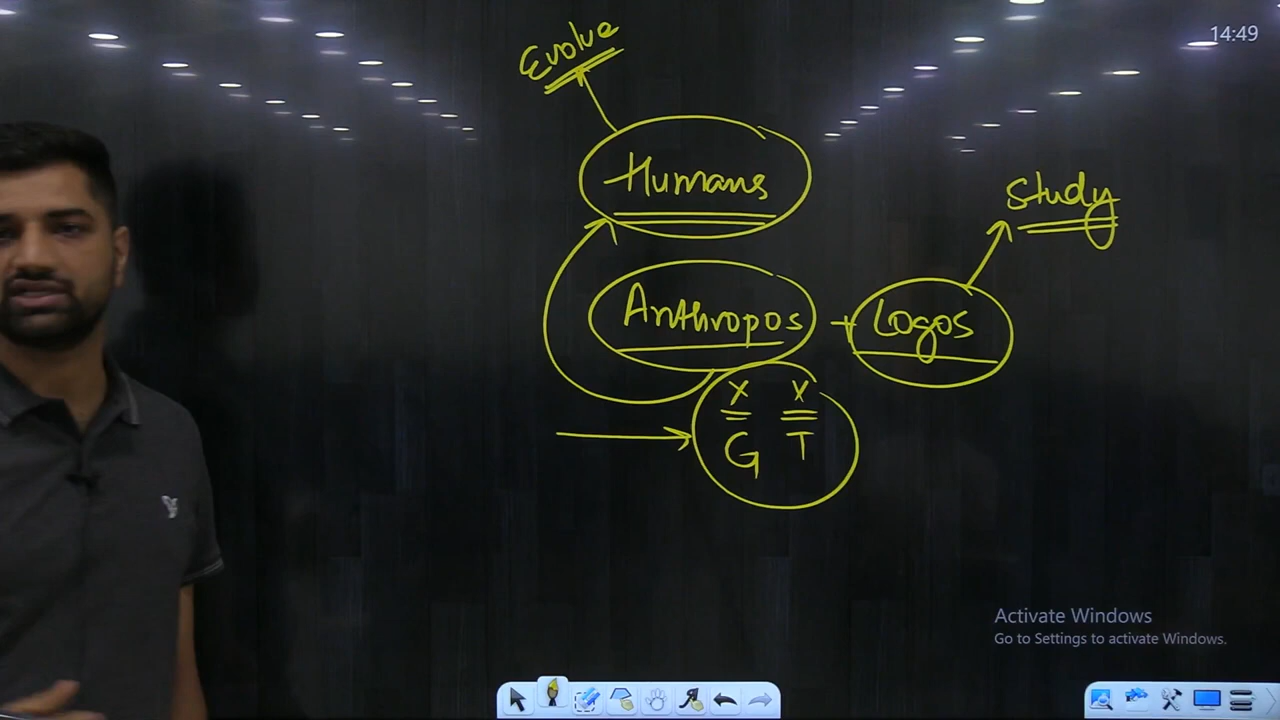 14:49
Evolve
Humans
Study
Anthropos + Logos
X X
G T
Activate Windows
Go to Settings to activate Windows.